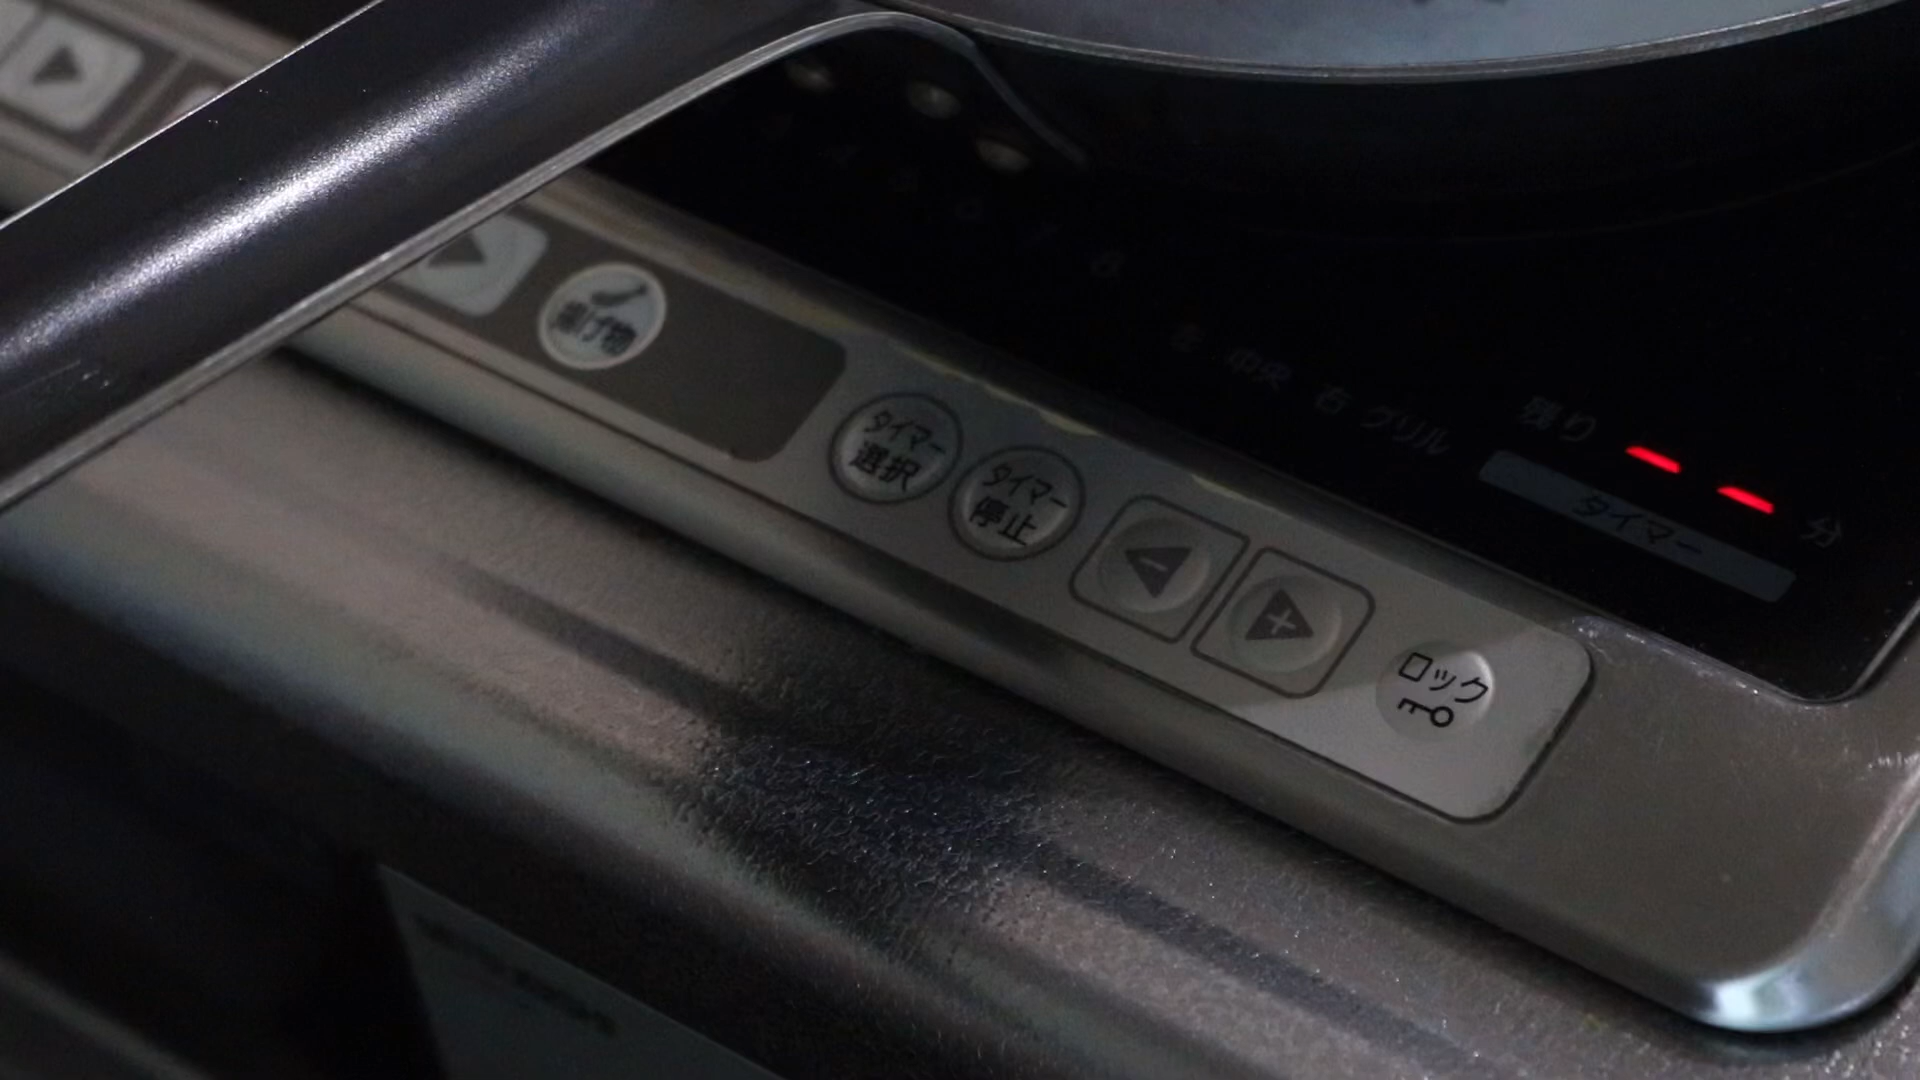 揚げ物
タイマー
選択
タイマー
停止
−
+
ロック
中央 右 グリル
残り
分
タイマー